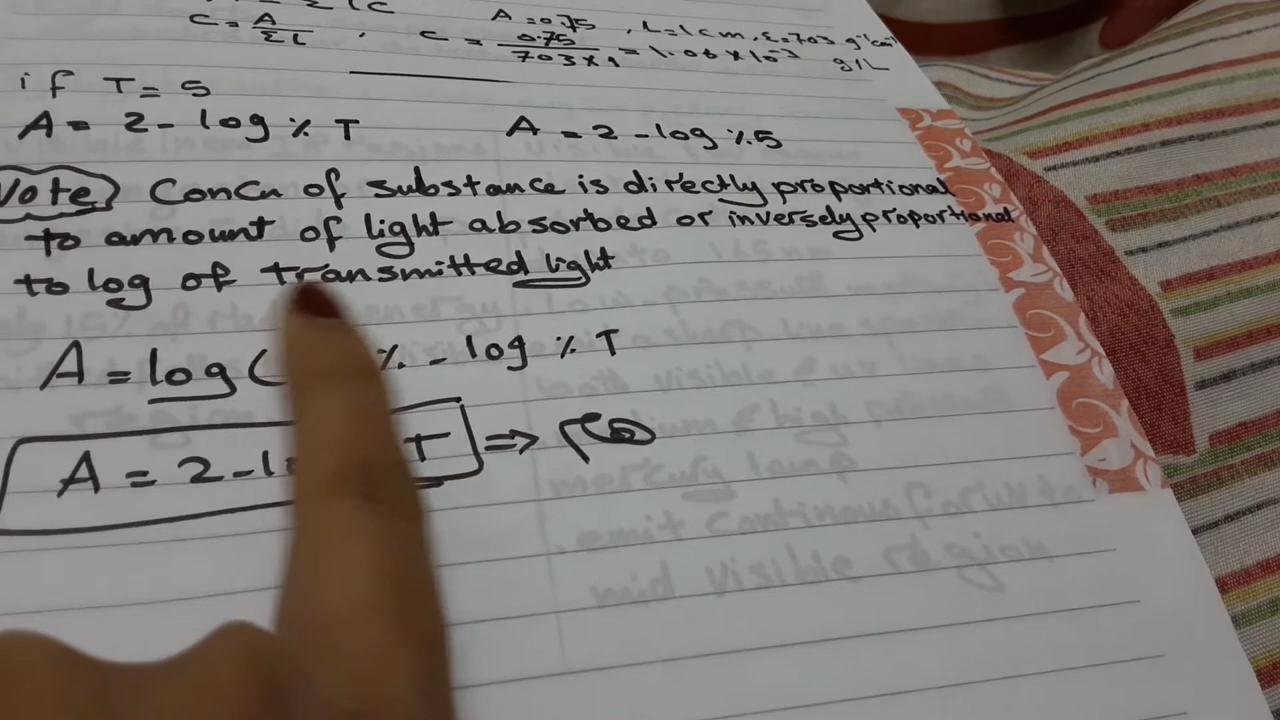 C = A / Σ L , C = 0.75 / 703 x 1 = 1.06 x 10⁻³ g/L
A = 0.75 , L = 1 cm , Σ = 703
if T = 5
A = 2 - log % T A = 2 - log %5
Note Concn of substance is directly proportional
to amount of light absorbed or inversely proportional
to log of transmitted light
A = log ( % - log % T
A = 2 - T ⇒